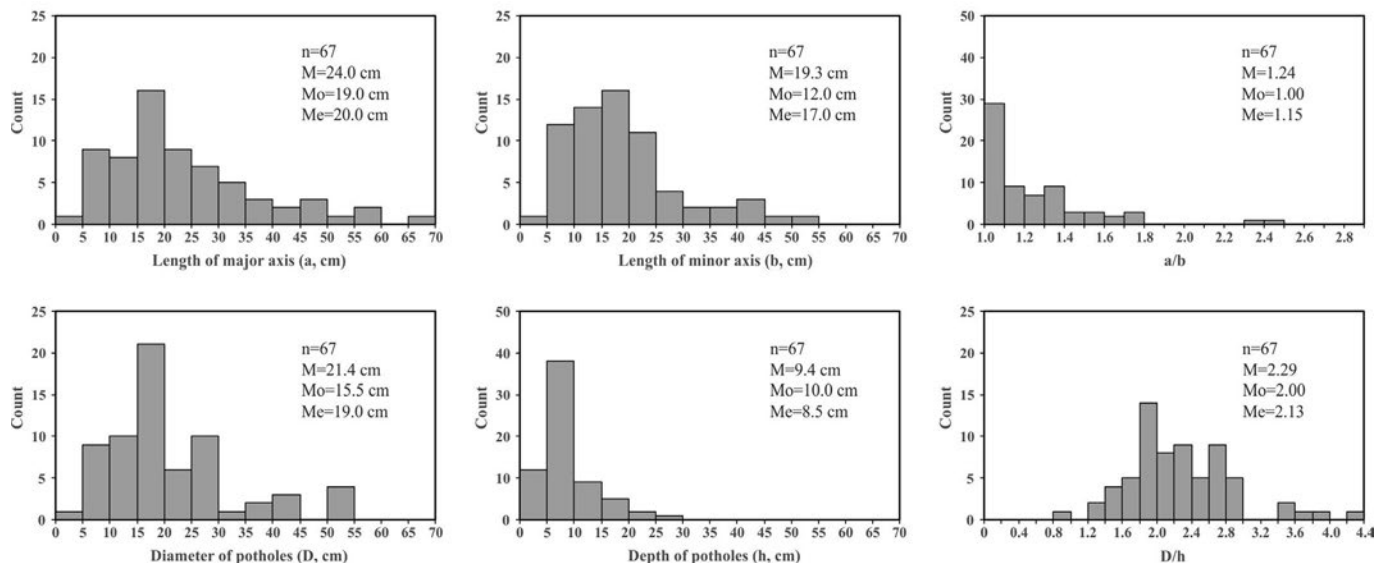 25
20
15
10
5
0
Count
n=67
M=24.0 cm
Mo=19.0 cm
Me=20.0 cm
0 5 10 15 20 25 30 35 40 45 50 55 60 65 70
Length of major axis (a, cm)
25
20
15
10
5
0
Count
n=67
M=19.3 cm
Mo=12.0 cm
Me=17.0 cm
0 5 10 15 20 25 30 35 40 45 50 55 60 65 70
Length of minor axis (b, cm)
50
40
30
20
10
0
Count
n=67
M=1.24
Mo=1.00
Me=1.15
1.0 1.2 1.4 1.6 1.8 2.0 2.2 2.4 2.6 2.8
a/b
25
20
15
10
5
0
Count
n=67
M=21.4 cm
Mo=15.5 cm
Me=19.0 cm
0 5 10 15 20 25 30 35 40 45 50 55 60 65 70
Diameter of potholes (D, cm)
50
40
30
20
10
0
Count
n=67
M=9.4 cm
Mo=10.0 cm
Me=8.5 cm
0 5 10 15 20 25 30 35 40 45 50 55 60 65 70
Depth of potholes (h, cm)
25
20
15
10
5
0
Count
n=67
M=2.29
Mo=2.00
Me=2.13
0 0.4 0.8 1.2 1.6 2.0 2.4 2.8 3.2 3.6 4.0 4.4
D/h